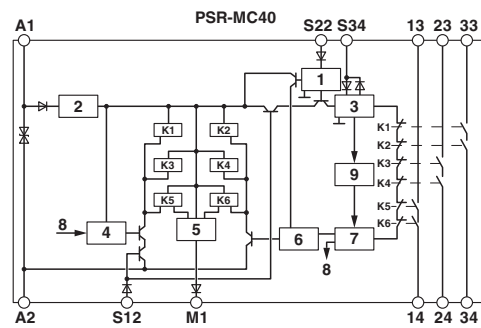 PSR-MC40
A1 S22 S34 13 23 33
1
2 3
K1 K2 K1
K2
K3 K4 9 K3
K4
K5 K6 K5
8 4 5 6 7 K6
8
A2 S12 M1 14 24 34